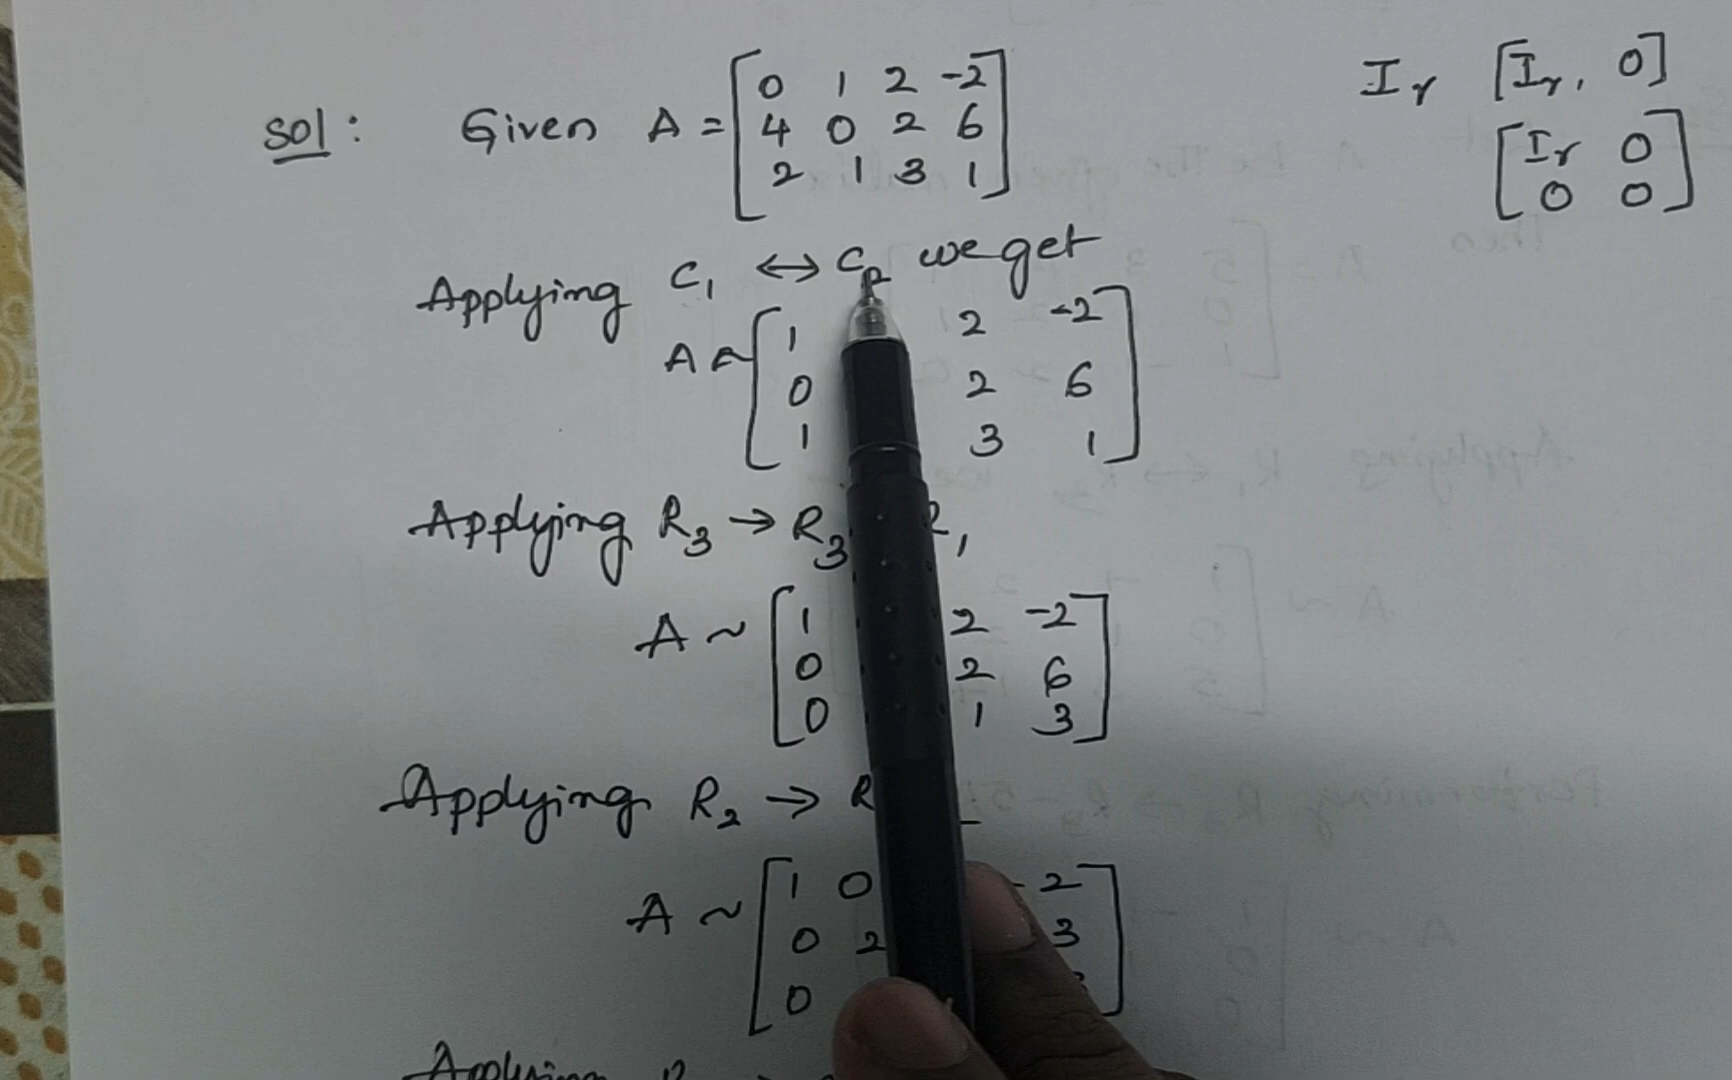 Sol: Given A = [ 0 1 2 -2
4 0 2 6
2 1 3 1 ]
I r [Ir, 0]
[ Ir 0
0 0 ]
Applying C1 ↔ C2 we get
A ~ [ 1 2 -2
0 2 6
1 3 1 ]
Applying R3 → R3 R1
A ~ [ 1 2 -2
0 2 6
0 1 3 ]
Applying R2 → R
A ~ [ 1 0 -2
0 2 3
0 ]
Applying R